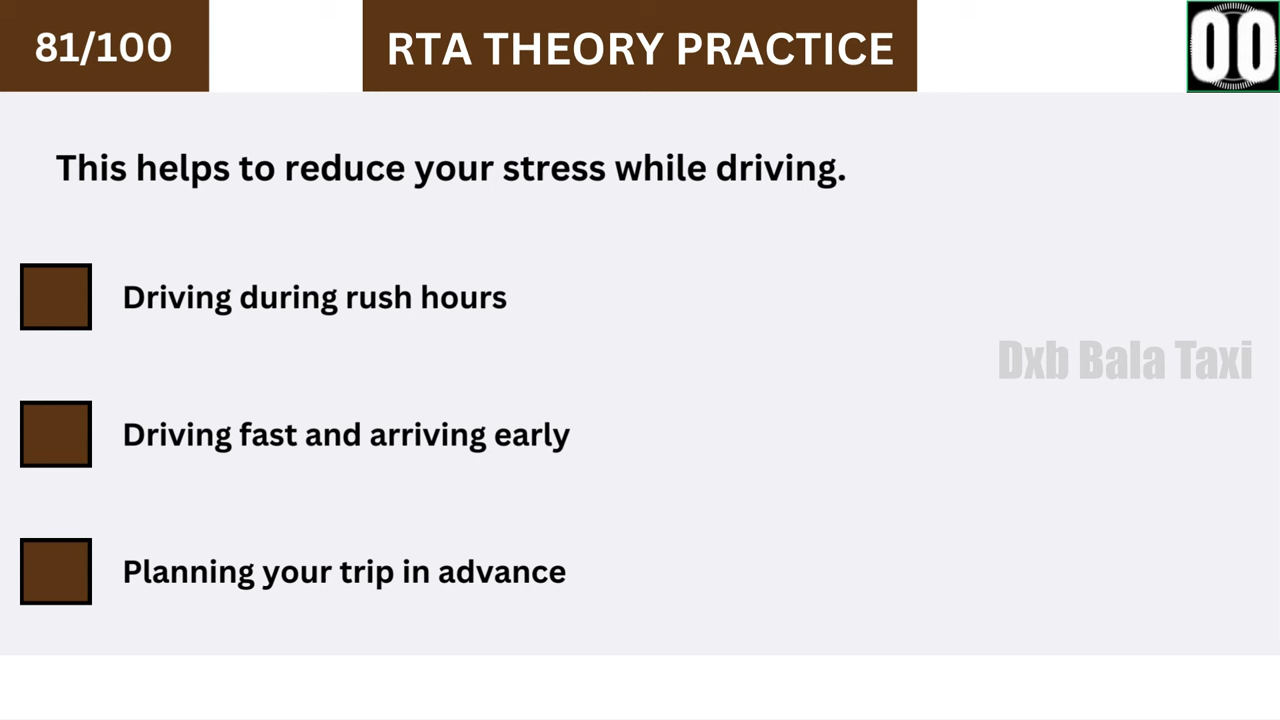 81/100
RTA THEORY PRACTICE
00
This helps to reduce your stress while driving.
Driving during rush hours
Dxb Bala Taxi
Driving fast and arriving early
Planning your trip in advance